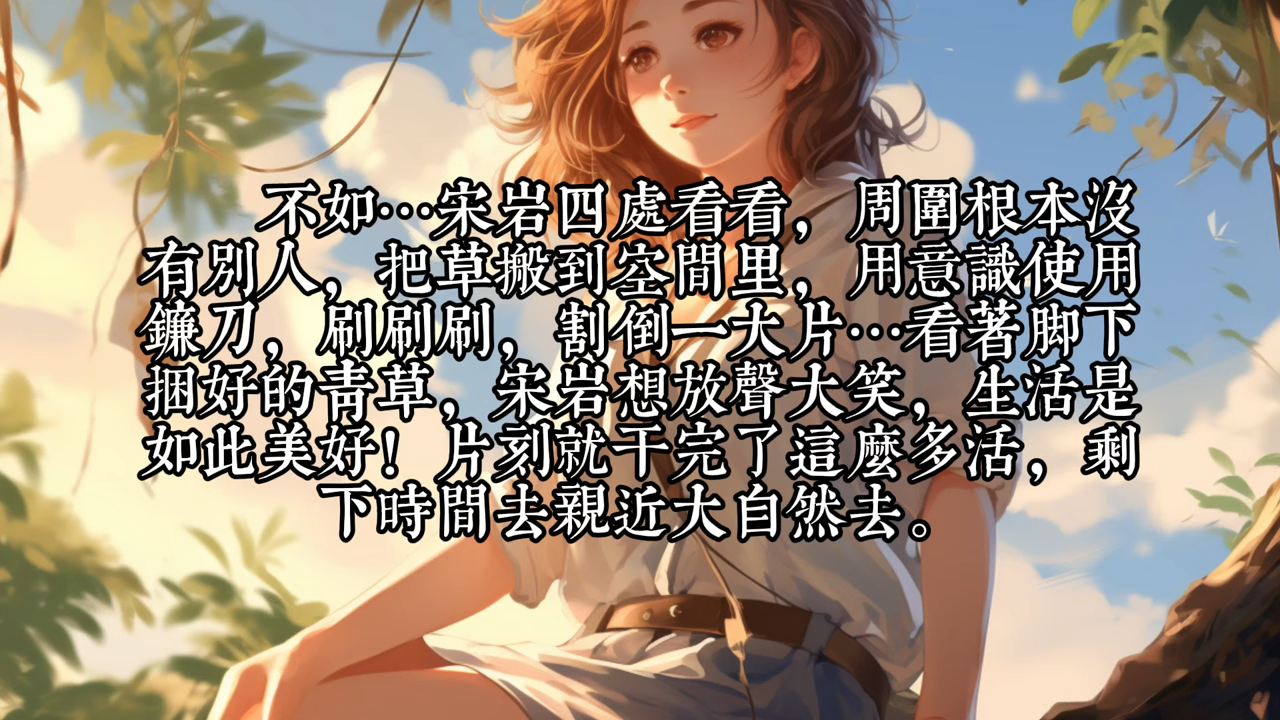 不如…宋岩四處看看，周圍根本沒
有別人，把草搬到空間里，用意識使用
鐮刀，刷刷刷，割倒一大片…看著脚下
捆好的青草，宋岩想放聲大笑，生活是
如此美好！片刻就干完了這麼多活，剩
下時間去親近大自然去。